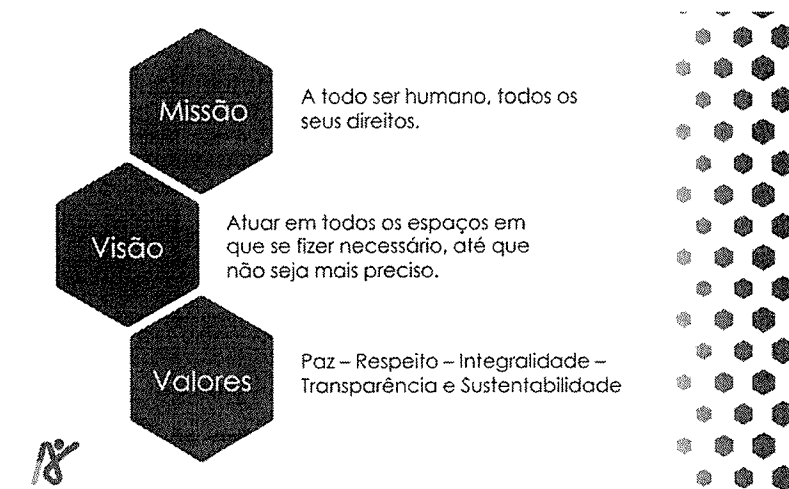 Missão
A todo ser humano, todos os
seus direitos.
Visão
Atuar em todos os espaços em
que se fizer necessário, até que
não seja mais preciso.
Valores
Paz – Respeito – Integralidade –
Transparência e Sustentabilidade